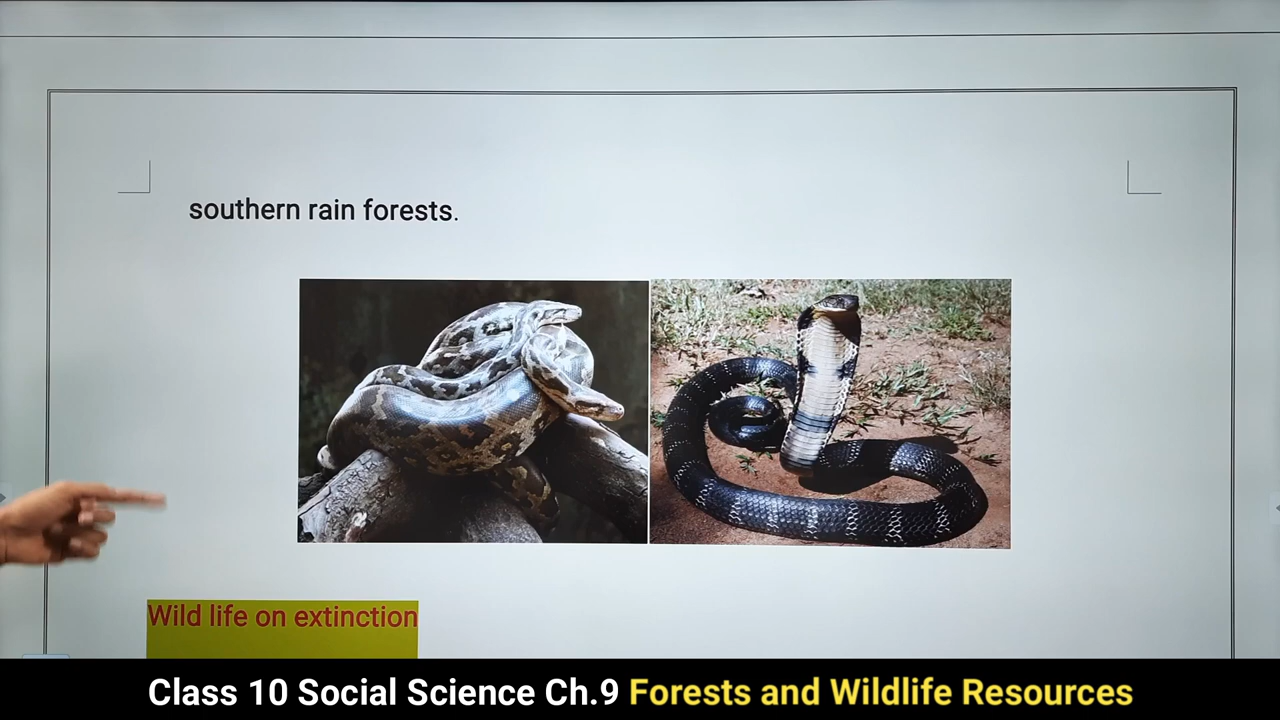 southern rain forests.
Wild life on extinction
Class 10 Social Science Ch.9 Forests and Wildlife Resources